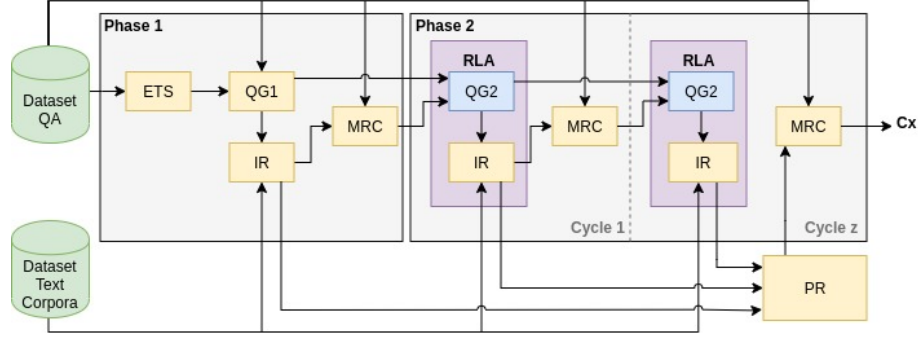 Phase 1
Phase 2
Dataset
QA
ETS
QG1
IR
MRC
RLA
QG2
IR
MRC
Cycle 1
RLA
QG2
IR
MRC
Cycle z
Cx
Dataset
Text
Corpora
PR